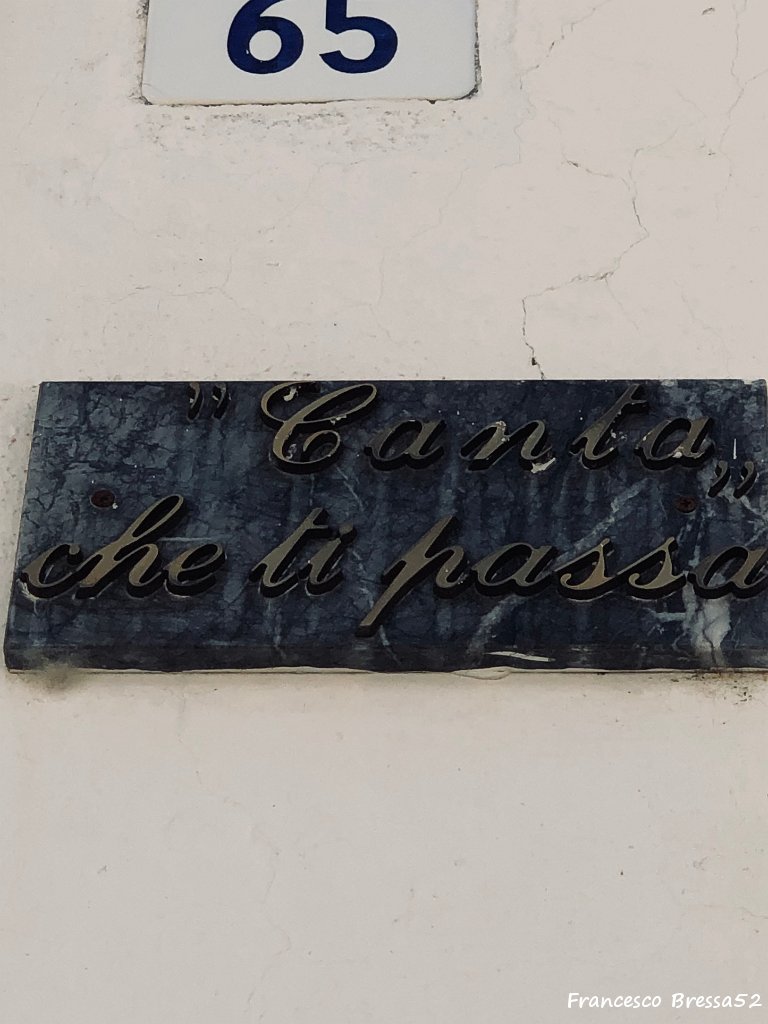 65
"Canta„
che ti passa
Francesco Bressa52